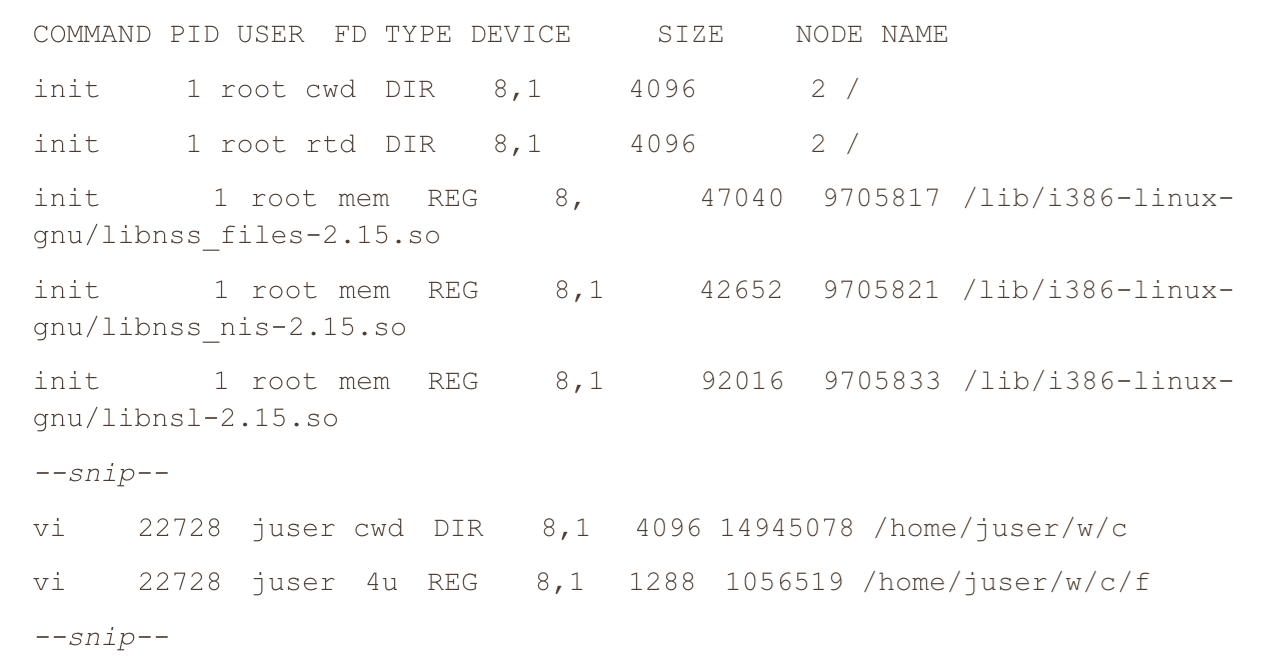 COMMAND PID USER FD TYPE DEVICE SIZE NODE NAME
init 1 root cwd DIR 8,1 4096 2 /
init 1 root rtd DIR 8,1 4096 2 /
init 1 root mem REG 8, 47040 9705817 /lib/i386-linux-
gnu/libnss_files-2.15.so
init 1 root mem REG 8,1 42652 9705821 /lib/i386-linux-
gnu/libnss_nis-2.15.so
init 1 root mem REG 8,1 92016 9705833 /lib/i386-linux-
gnu/libnsl-2.15.so
--snip--
vi 22728 juser cwd DIR 8,1 4096 14945078 /home/juser/w/c
vi 22728 juser 4u REG 8,1 1288 1056519 /home/juser/w/c/f
--snip--